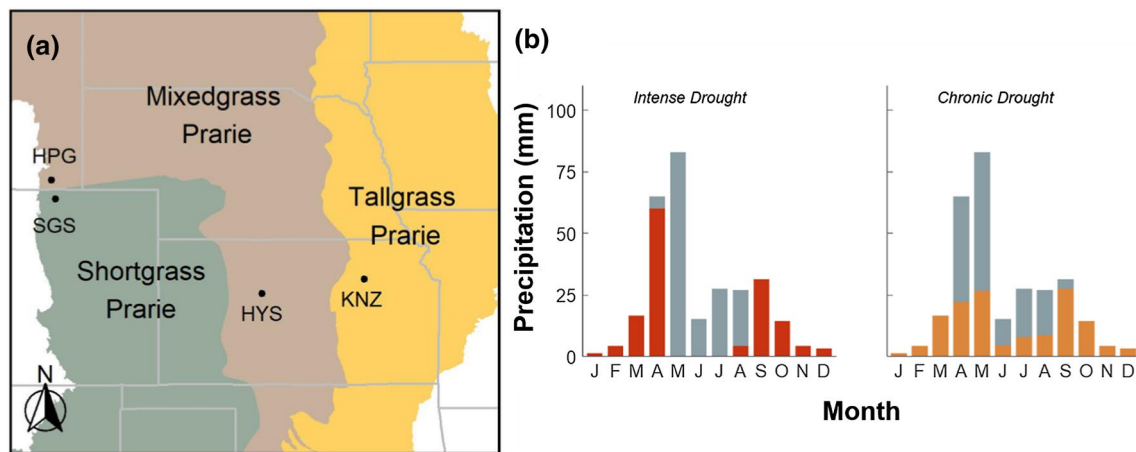 (a)
Mixedgrass
Prarie
HPG
SGS
Tallgrass
Prarie
Shortgrass
Prarie
HYS
KNZ
N
(b)
Intense Drought
Chronic Drought
Precipitation (mm)
100
75
50
25
0
J F M A M J J A S O N D
J F M A M J J A S O N D
Month